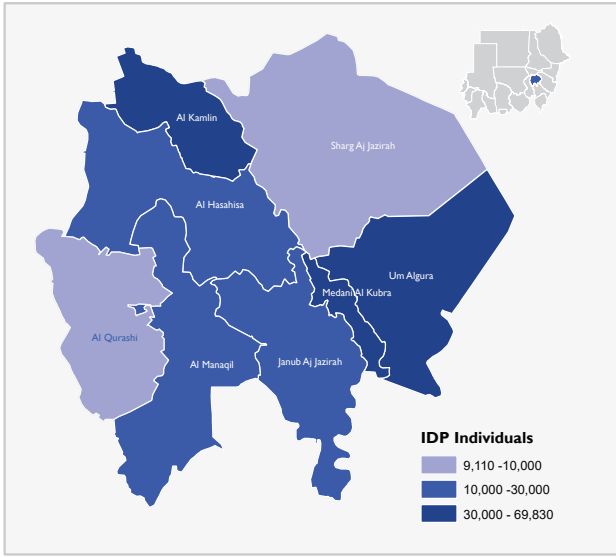 Al Kamlin
Sharg Aj Jazirah
Al Hasahisa
Um Algura
Medani Al Kubra
Al Qurashi
Al Manaqil
Janub Aj Jazirah
IDP Individuals
9,110 -10,000
10,000 -30,000
30,000 - 69,830